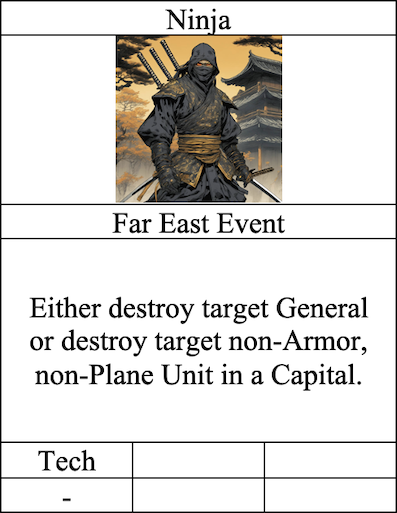 Ninja
Far East Event
Either destroy target General
or destroy target non-Armor,
non-Plane Unit in a Capital.
Tech
-